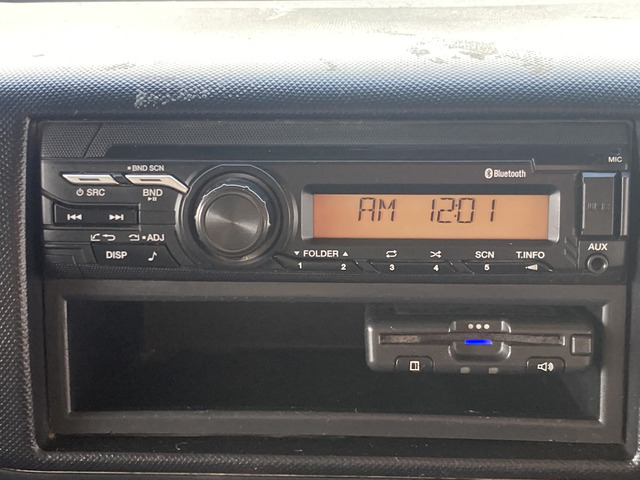 MIC
BND SCN
Bluetooth
SRC
BND
AM 12:01
ADJ
AUX
DISP
FOLDER
SCN
T.INFO
1 2 3 4 5